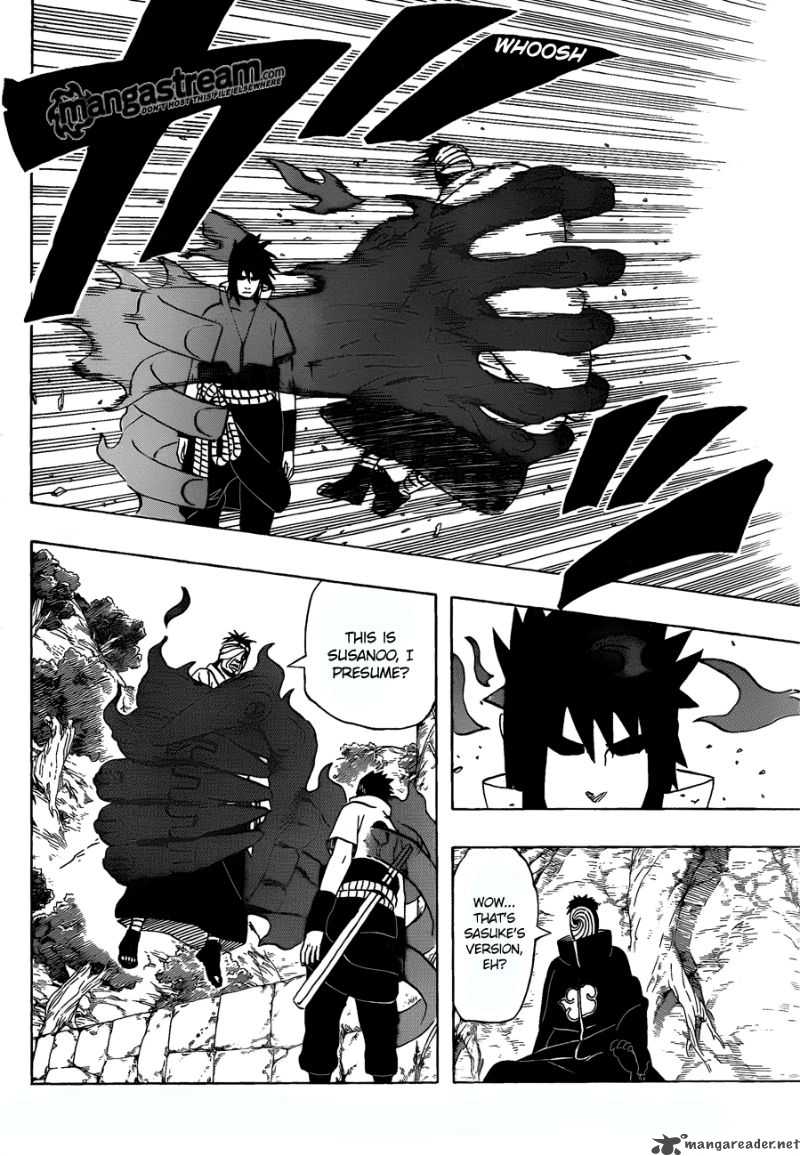 mangastream.com
DON'T HOST THIS FILE ELSEWHERE
WHOOSH
THIS IS
SUSANOO, I
PRESUME?
WOW...
THAT'S
SASUKE'S
VERSION,
EH?
mangareader.net